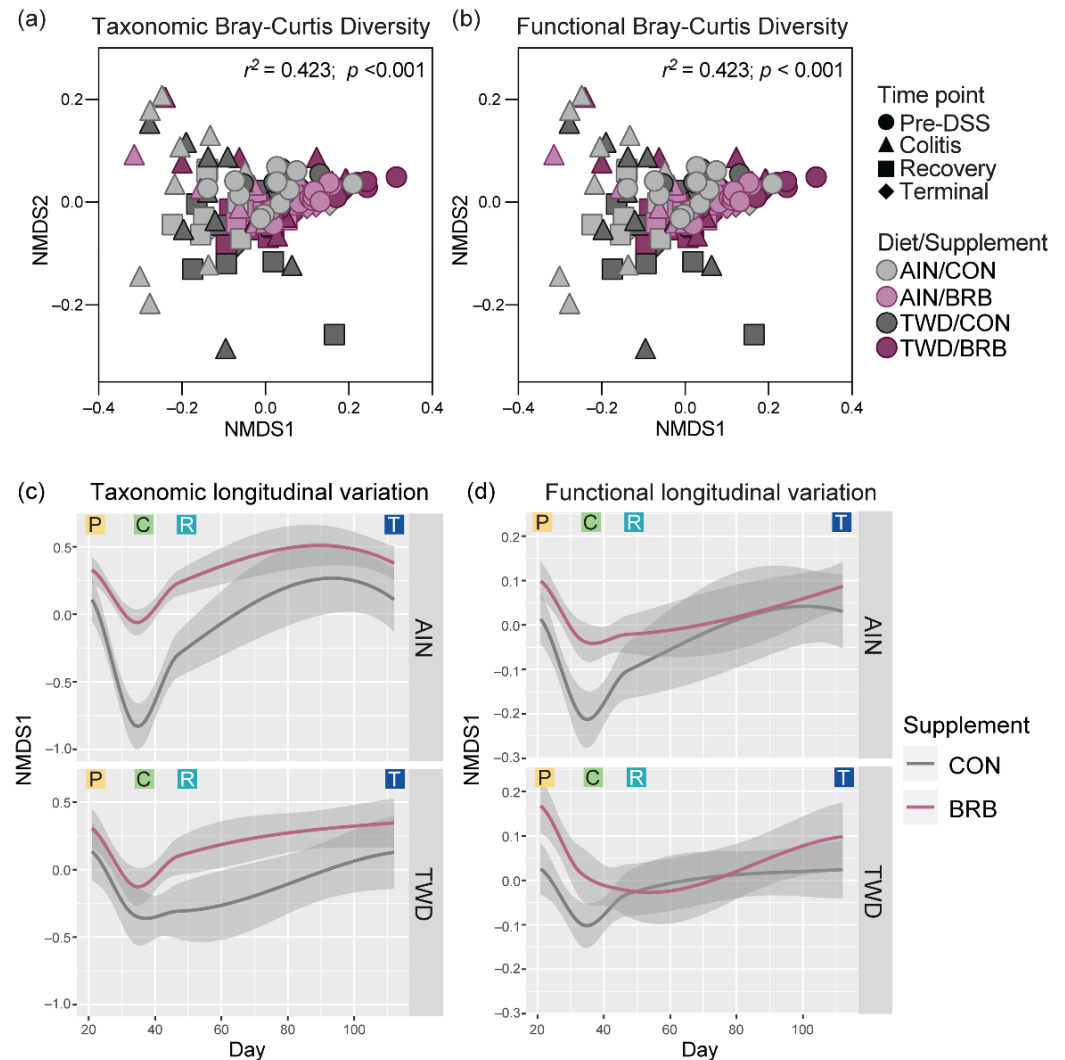 (a) Taxonomic Bray-Curtis Diversity
r² = 0.423; p <0.001
0.2
0.0
–0.2
NMDS2
–0.4
–0.2
0.0
0.2
0.4
NMDS1
(b) Functional Bray-Curtis Diversity
r² = 0.423; p < 0.001
0.2
0.0
–0.2
–0.4
–0.2
0.0
0.2
0.4
NMDS1
Time point
Pre-DSS
Colitis
Recovery
Terminal
Diet/Supplement
AIN/CON
AIN/BRB
TWD/CON
TWD/BRB
(c) Taxonomic longitudinal variation
P C R T
0.5
0.0
–0.5
–1.0
AIN
NMDS1
P C R T
0.5
0.0
–0.5
–1.0
TWD
20 40 60 80 100
Day
(d) Functional longitudinal variation
P C R T
0.2
0.1
0.0
–0.1
–0.2
–0.3
AIN
NMDS1
P C R T
0.2
0.1
0.0
–0.1
–0.2
–0.3
TWD
20 40 60 80 100
Day
Supplement
CON
BRB